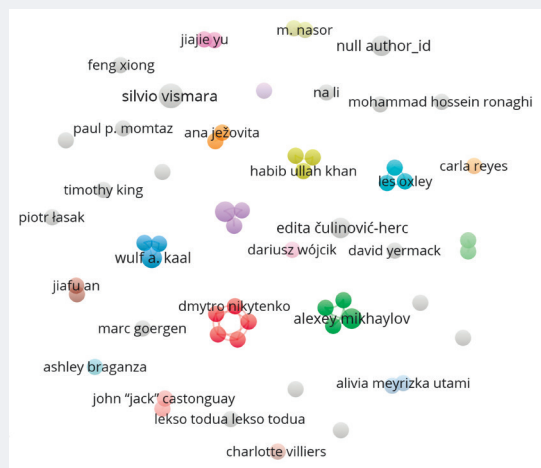 jiajie yu
m. nasor
null author_id
feng xiong
silvio vismara
na li
mohammad hossein ronaghi
paul p. momtaz
ana ježovita
habib ullah khan
les oxley
carla reyes
timothy king
piotr łasak
edita čulinović-herc
wulf a. kaal
dariusz wójcik
david yermack
jiafu an
dmytro nikytenko
alexey mikhaylov
marc goergen
ashley braganza
alivia meyrizka utami
john “jack” castonguay
lekso todua lekso todua
charlotte villiers